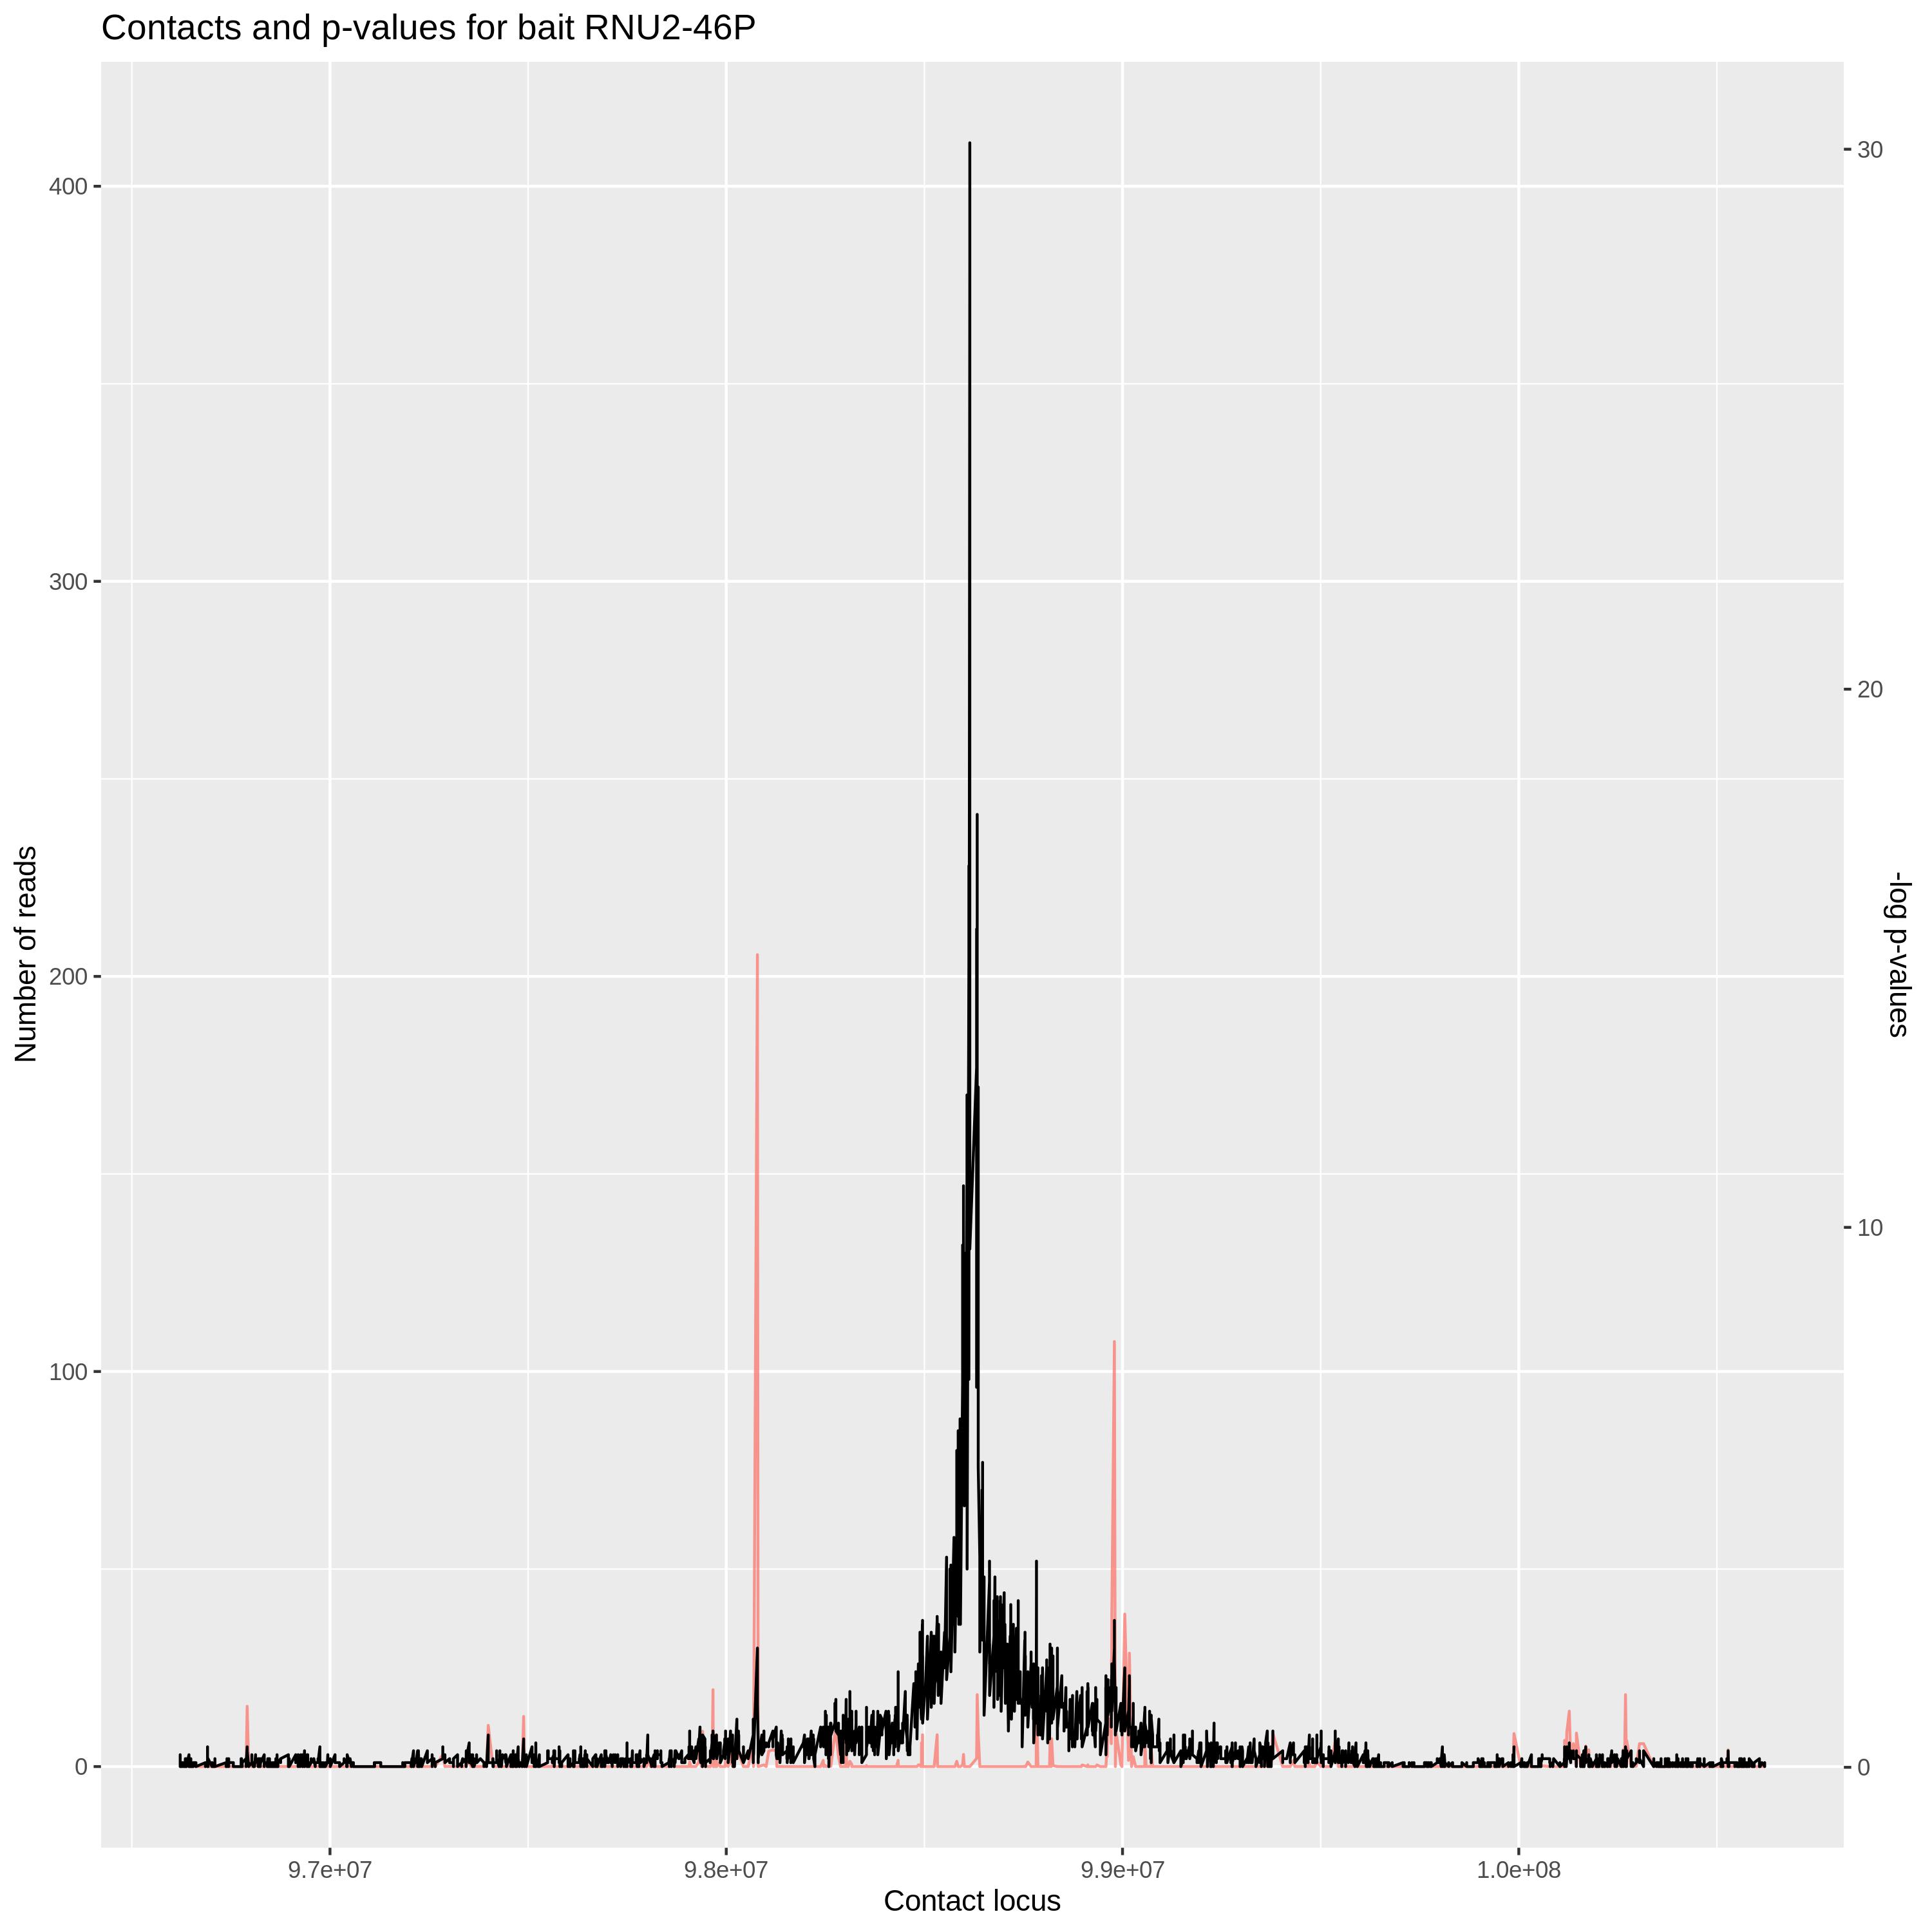 Contacts and p-values for bait RNU2-46P
400
300
200
100
0
Number of reads
30
20
10
0
-log p-values
9.7e+07
9.8e+07
9.9e+07
1.0e+08
Contact locus